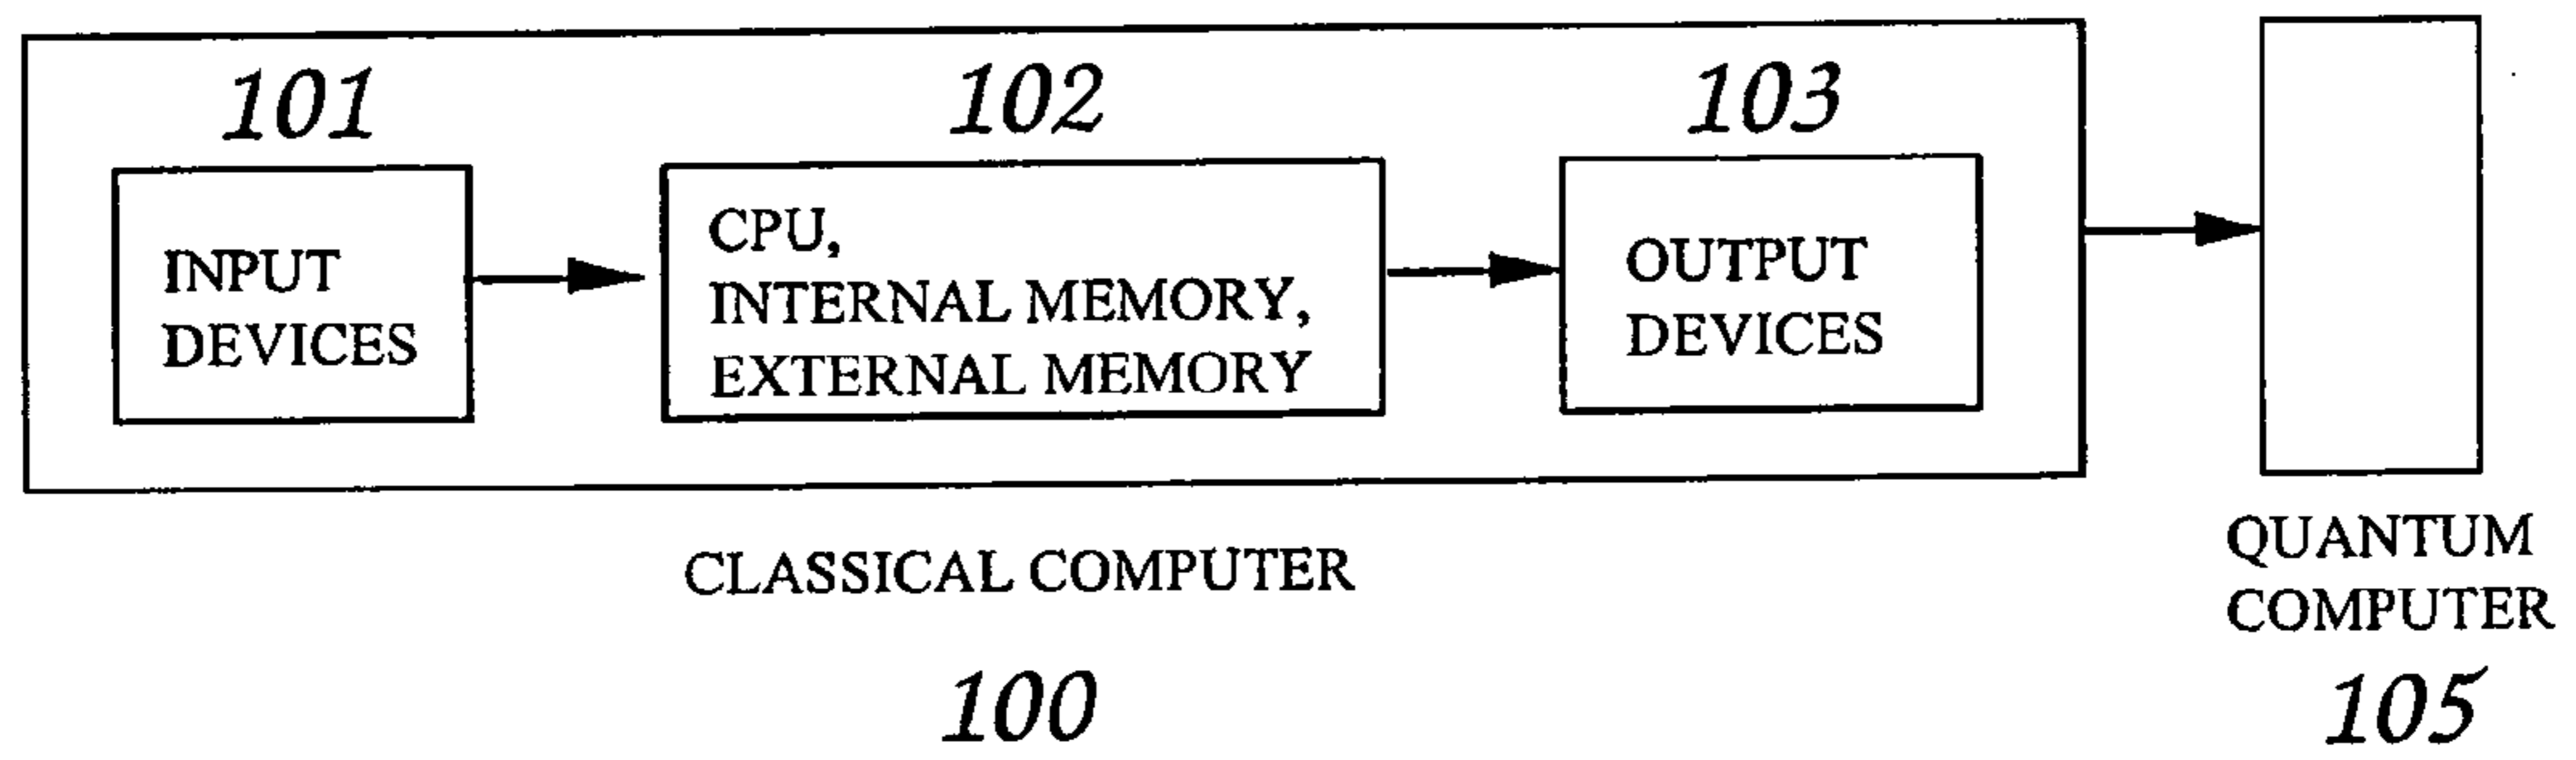 101
102
103
INPUT
DEVICES
CPU,
INTERNAL MEMORY,
EXTERNAL MEMORY
OUTPUT
DEVICES
CLASSICAL COMPUTER
100
QUANTUM
COMPUTER
105